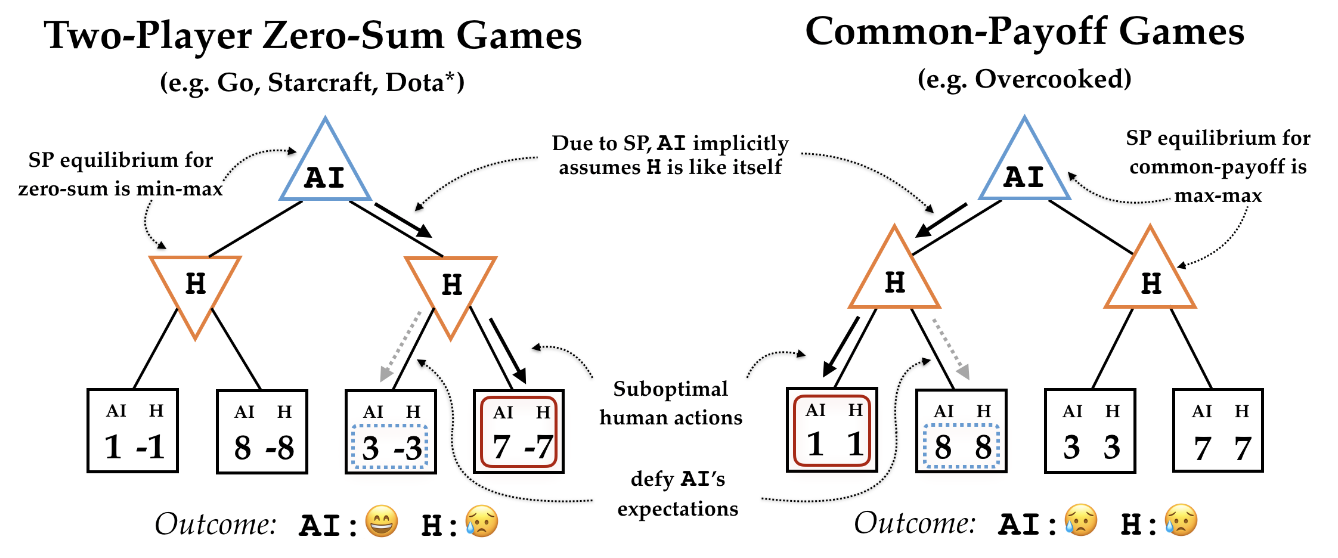 Two-Player Zero-Sum Games
(e.g. Go, Starcraft, Dota*)
SP equilibrium for
zero-sum is min-max
AI
H
H
AI H
1 -1
AI H
8 -8
AI H
3 -3
AI H
7 -7
Outcome: AI:😄 H:😥
Due to SP, AI implicitly
assumes H is like itself
Suboptimal
human actions
defy AI's
expectations
Common-Payoff Games
(e.g. Overcooked)
SP equilibrium for
common-payoff is
max-max
AI
H
H
AI H
1 1
AI H
8 8
AI H
3 3
AI H
7 7
Outcome: AI:😥 H:😥